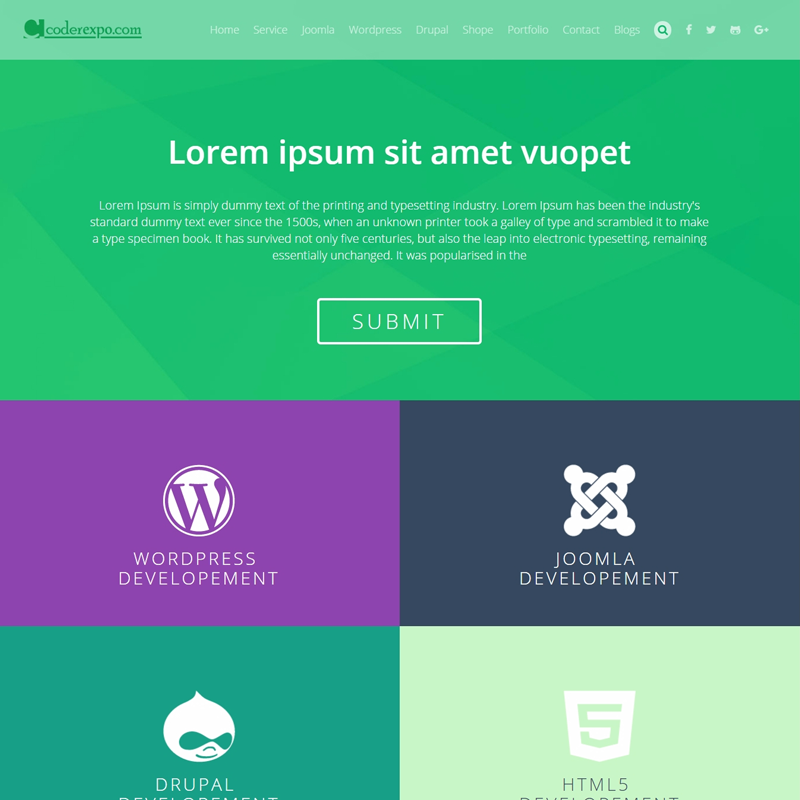 coderexpo.com
Home Service Joomla Wordpress Drupal Shope Portfolio Contact Blogs
Lorem ipsum sit amet vuopet
Lorem Ipsum is simply dummy text of the printing and typesetting industry. Lorem Ipsum has been the industry's
standard dummy text ever since the 1500s, when an unknown printer took a galley of type and scrambled it to make
a type specimen book. It has survived not only five centuries, but also the leap into electronic typesetting, remaining
essentially unchanged. It was popularised in the
SUBMIT
WORDPRESS
DEVELOPEMENT
JOOMLA
DEVELOPEMENT
DRUPAL
DEVELOPEMENT
HTML5
DEVELOPEMENT